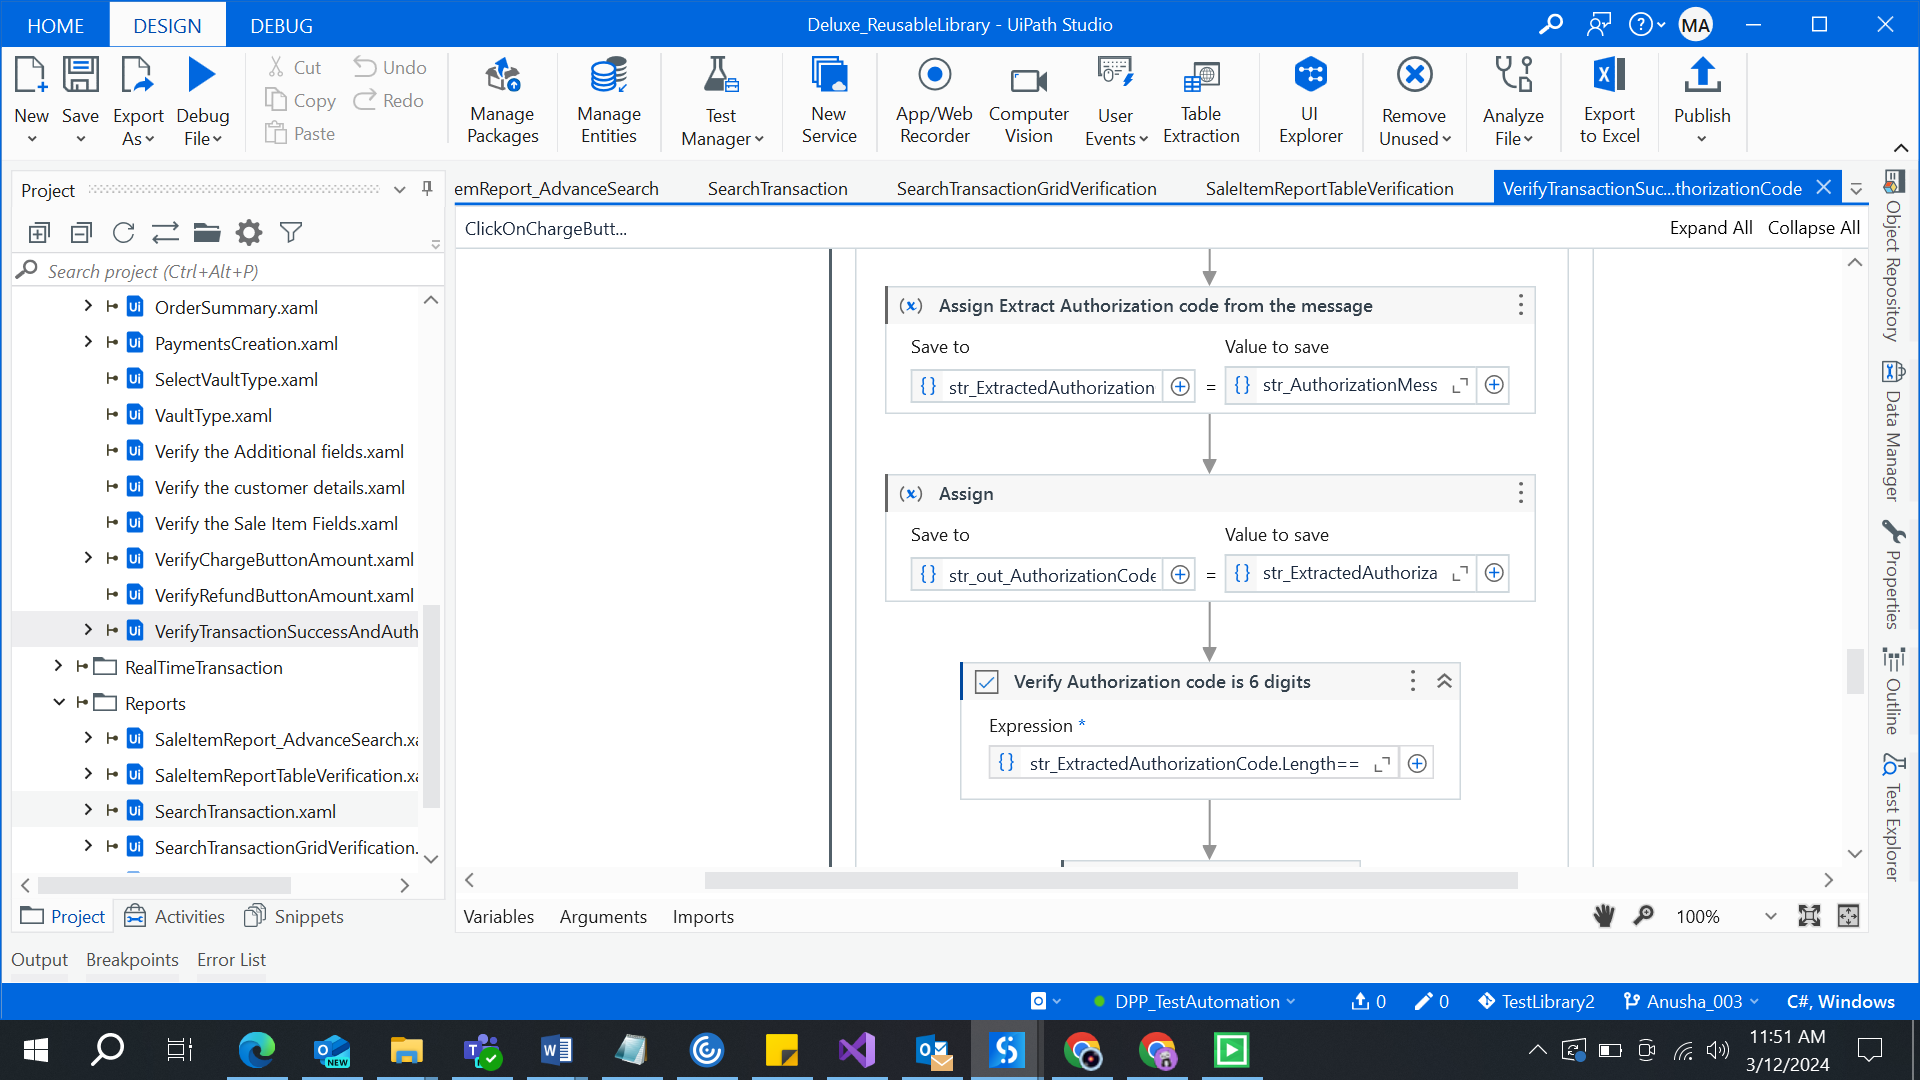 HOME DESIGN DEBUG Deluxe_ReusableLibrary - UiPath Studio MA
New Save Export As Debug File
Cut Undo
Copy Redo
Paste
Manage Packages
Manage Entities
Test Manager
New Service
App/Web Recorder
Computer Vision
User Events
Table Extraction
UI Explorer
Remove Unused
Analyze File
Export to Excel
Publish
Project
emReport_AdvanceSearch SearchTransaction SearchTransactionGridVerification SaleItemReportTableVerification VerifyTransactionSuc...thorizationCode
ClickOnChargeButt... Expand All Collapse All
Search project (Ctrl+Alt+P)
OrderSummary.xaml
PaymentsCreation.xaml
SelectVaultType.xaml
VaultType.xaml
Verify the Additional fields.xaml
Verify the customer details.xaml
Verify the Sale Item Fields.xaml
VerifyChargeButtonAmount.xaml
VerifyRefundButtonAmount.xaml
VerifyTransactionSuccessAndAuth
RealTimeTransaction
Reports
SaleItemReport_AdvanceSearch.xa
SaleItemReportTableVerification.xa
SearchTransaction.xaml
SearchTransactionGridVerification.
Project Activities Snippets
(x) Assign Extract Authorization code from the message
Save to Value to save
{} str_ExtractedAuthorization = {} str_AuthorizationMess
(x) Assign
Save to Value to save
{} str_out_AuthorizationCode = {} str_ExtractedAuthoriza
Verify Authorization code is 6 digits
Expression *
{} str_ExtractedAuthorizationCode.Length==
Variables Arguments Imports 100%
Object Repository
Data Manager
Properties
Outline
Test Explorer
Output Breakpoints Error List
DPP_TestAutomation 0 0 TestLibrary2 Anusha_003 C#, Windows
NEW
11:51 AM
3/12/2024